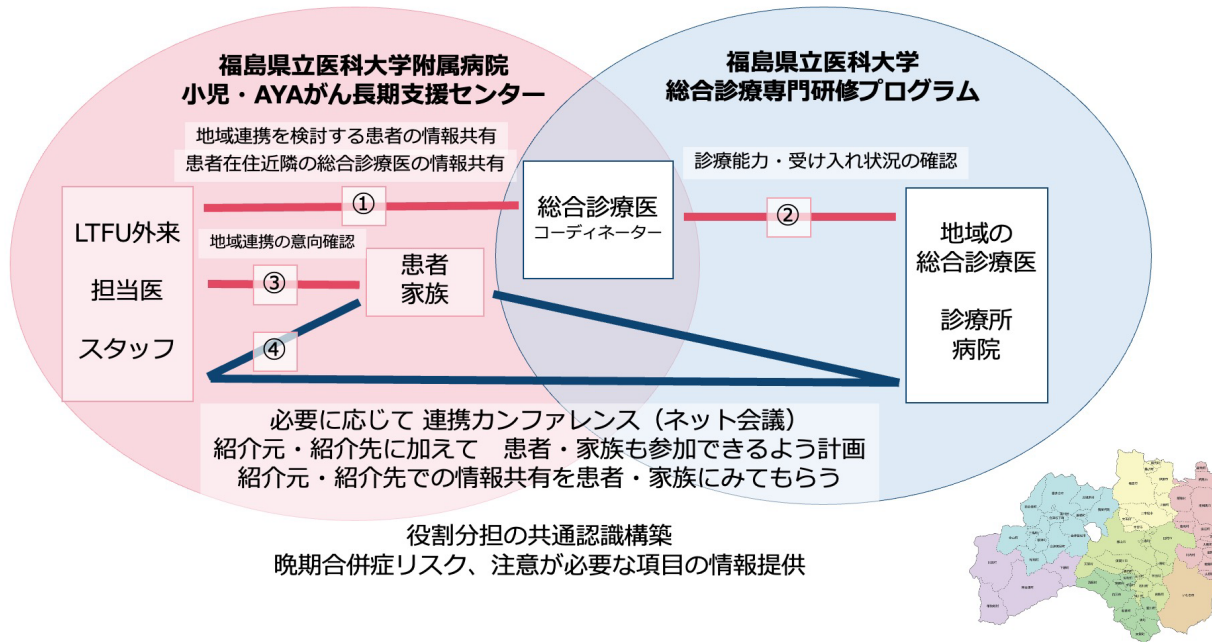 福島県立医科大学附属病院
小児・AYAがん長期支援センター
福島県立医科大学
総合診療専門研修プログラム
地域連携を検討する患者の情報共有
患者在住近隣の総合診療医の情報共有
診療能力・受け入れ状況の確認
①
②
総合診療医
コーディネーター
LTFU外来
担当医
スタッフ
地域連携の意向確認
③
患者
家族
④
地域の
総合診療医
診療所
病院
必要に応じて 連携カンファレンス（ネット会議）
紹介元・紹介先に加えて　患者・家族も参加できるよう計画
紹介元・紹介先での情報共有を患者・家族にみてもらう
役割分担の共通認識構築
晩期合併症リスク、注意が必要な項目の情報提供